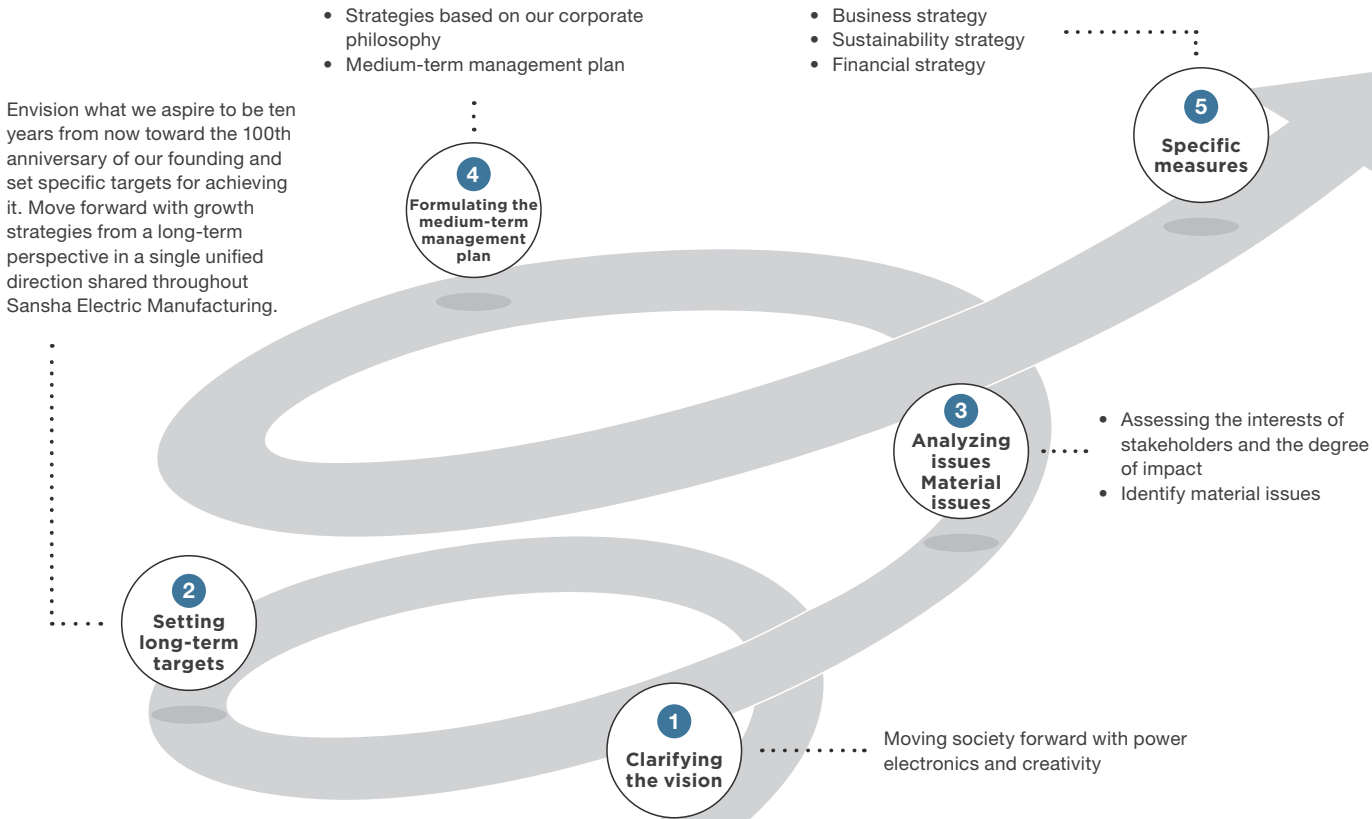 • Strategies based on our corporate
philosophy
• Medium-term management plan
• Business strategy
• Sustainability strategy
• Financial strategy
Envision what we aspire to be ten
years from now toward the 100th
anniversary of our founding and
set specific targets for achieving
it. Move forward with growth
strategies from a long-term
perspective in a single unified
direction shared throughout
Sansha Electric Manufacturing.
5
Specific
measures
4
Formulating the
medium-term
management
plan
3
Analyzing
issues
Material
issues
• Assessing the interests of
stakeholders and the degree
of impact
• Identify material issues
2
Setting
long-term
targets
1
Clarifying
the vision
Moving society forward with power
electronics and creativity